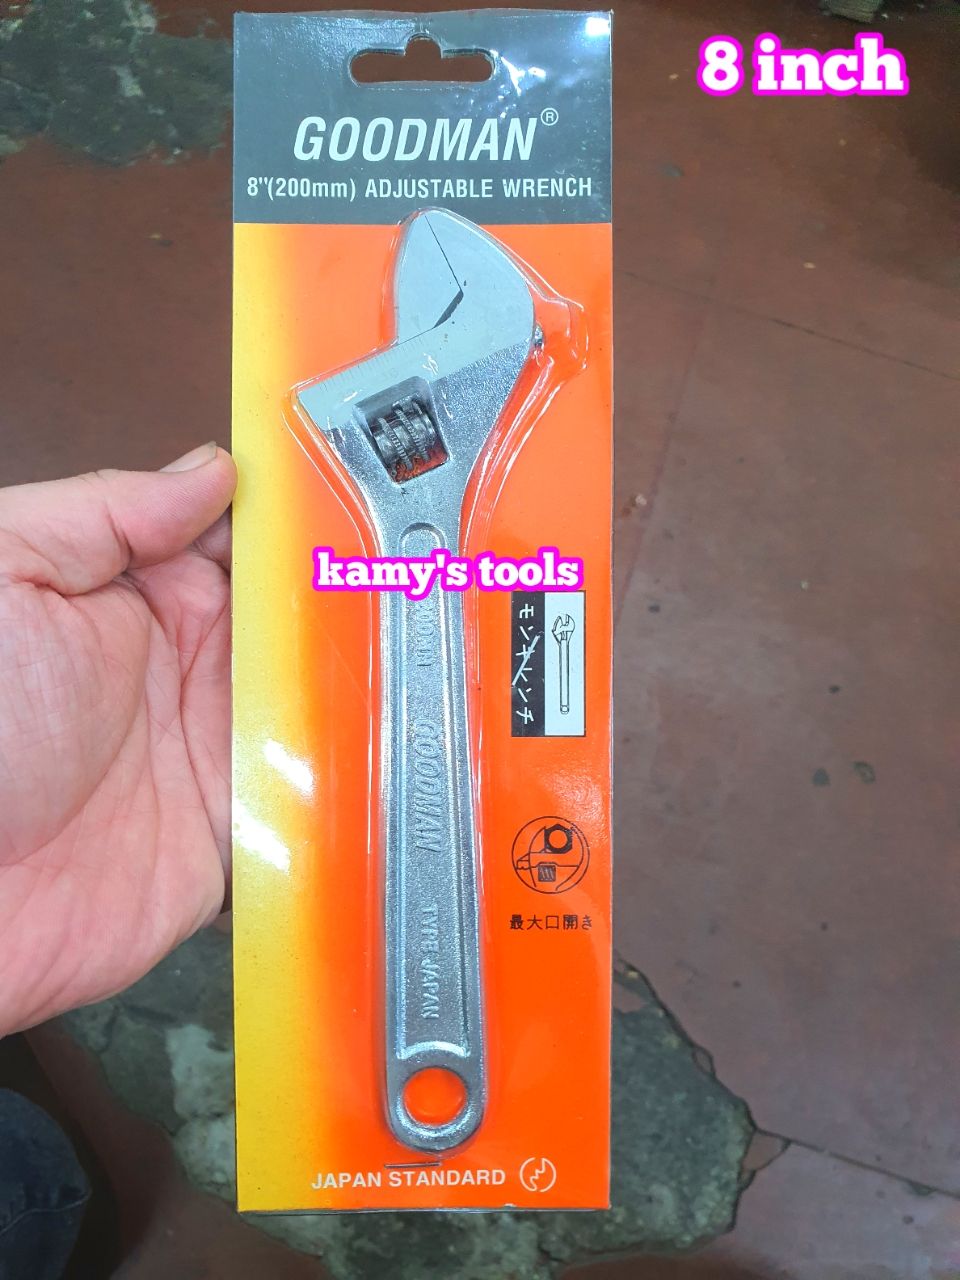 8 inch
GOODMAN®
8"(200mm) ADJUSTABLE WRENCH
kamy's tools
モンキレンチ
GOODMAN
TYPE JAPAN
最大口開き
JAPAN STANDARD